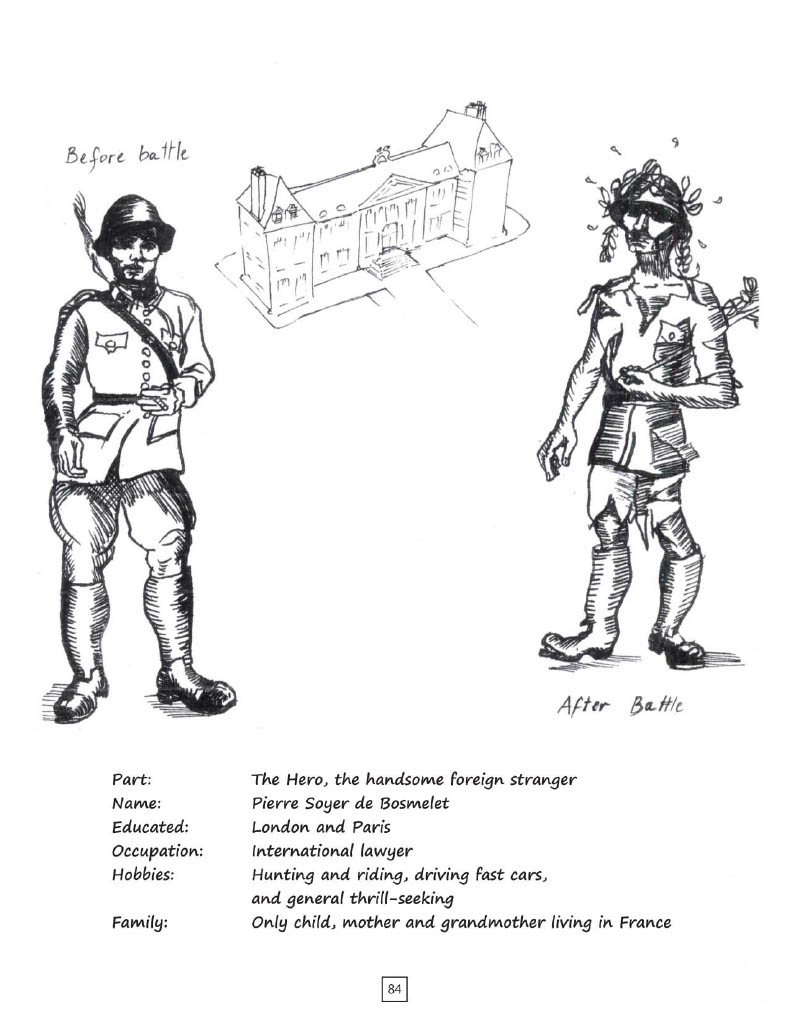 Before battle
After Battle
Part: The Hero, the handsome foreign stranger
Name: Pierre Soyer de Bosmelet
Educated: London and Paris
Occupation: International lawyer
Hobbies: Hunting and riding, driving fast cars,
and general thrill-seeking
Family: Only child, mother and grandmother living in France
84